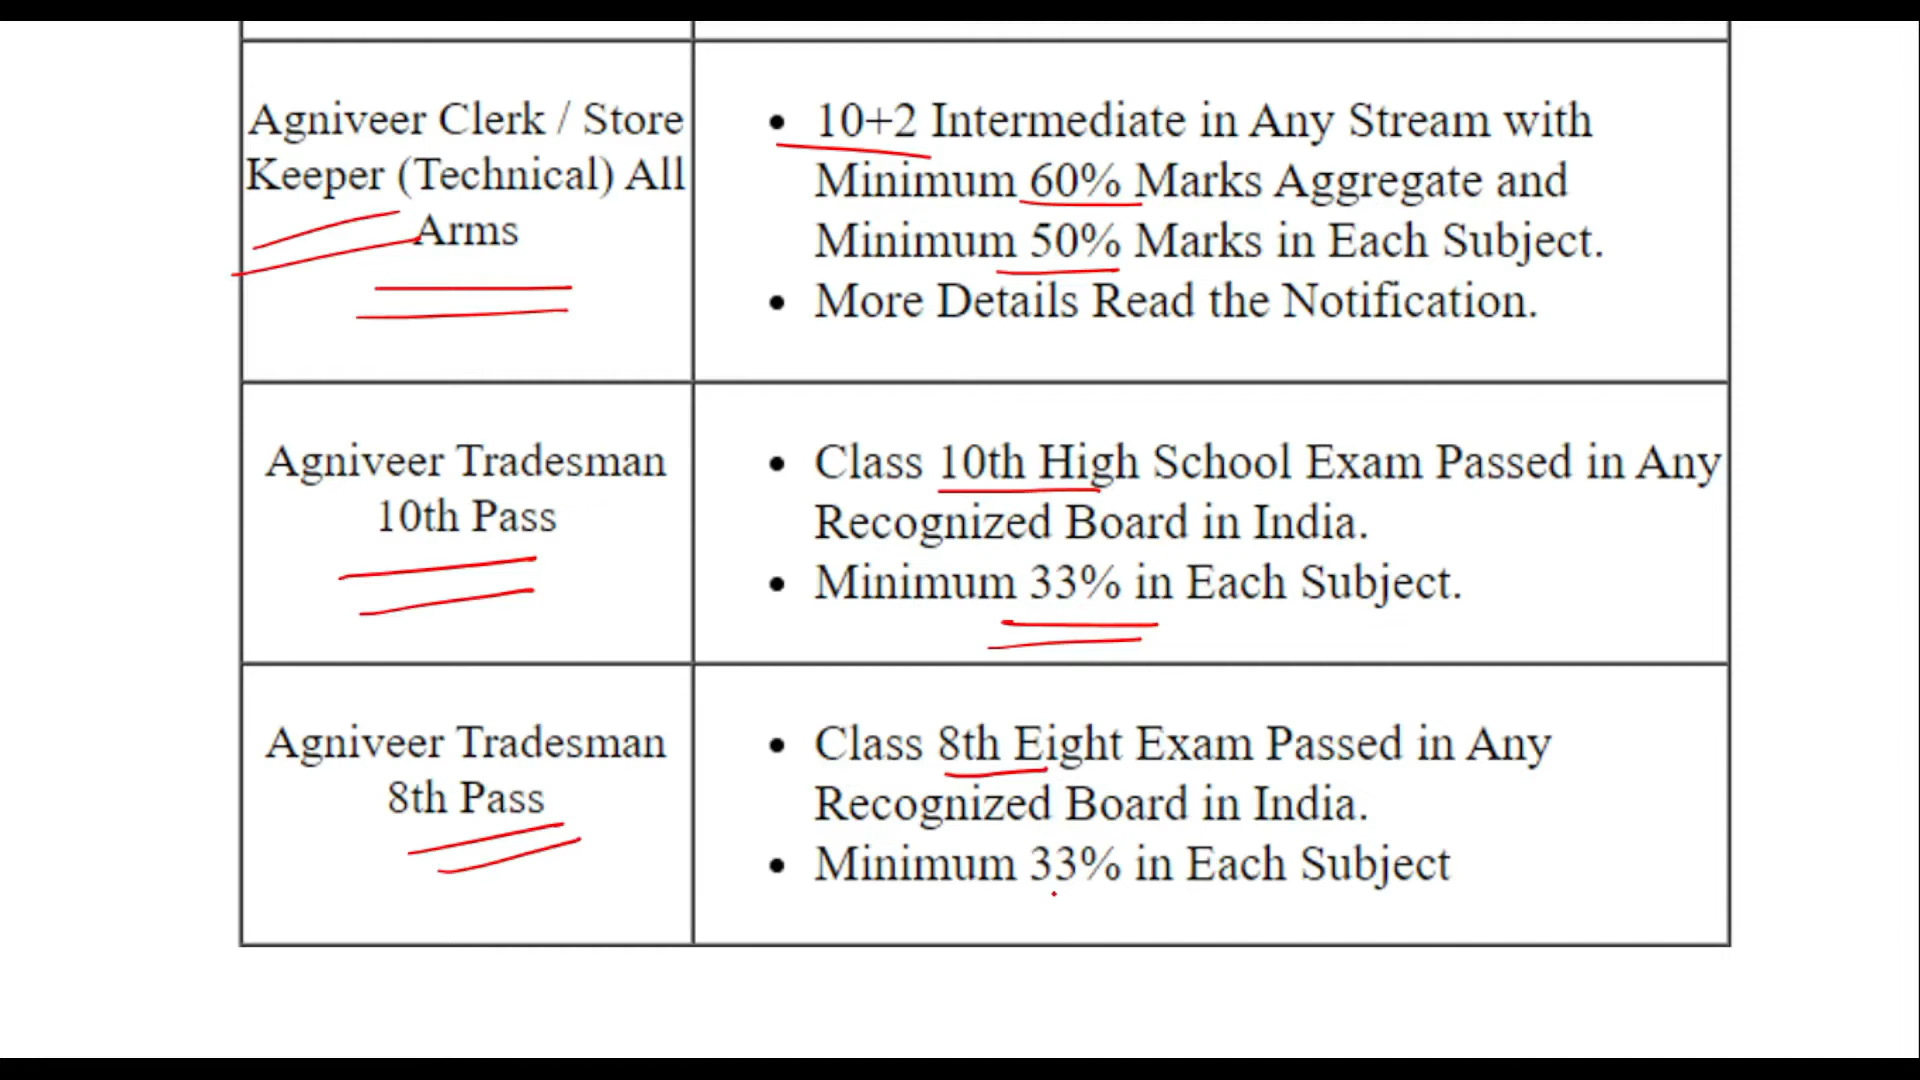 Agniveer Clerk / Store
Keeper (Technical) All
Arms
• 10+2 Intermediate in Any Stream with
Minimum 60% Marks Aggregate and
Minimum 50% Marks in Each Subject.
• More Details Read the Notification.
Agniveer Tradesman
10th Pass
• Class 10th High School Exam Passed in Any
Recognized Board in India.
• Minimum 33% in Each Subject.
Agniveer Tradesman
8th Pass
• Class 8th Eight Exam Passed in Any
Recognized Board in India.
• Minimum 33% in Each Subject